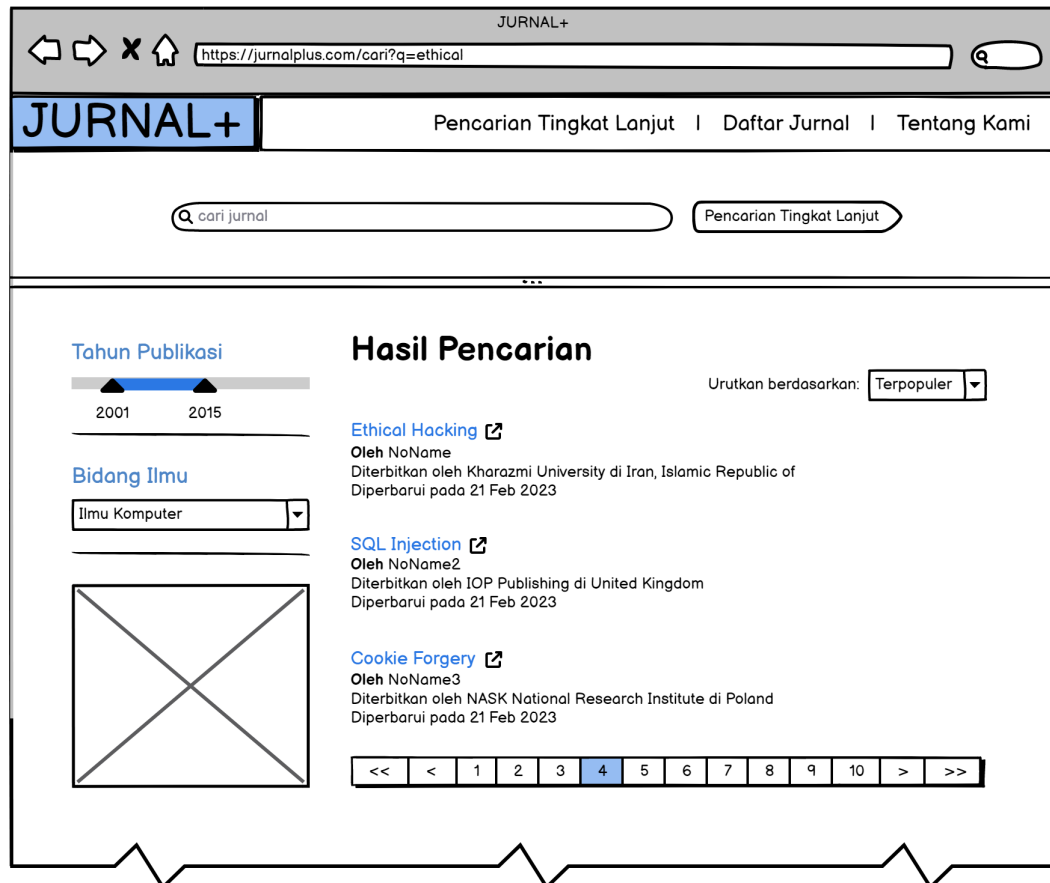 JURNAL+
https://jurnalplus.com/cari?q=ethical
JURNAL+
Pencarian Tingkat Lanjut | Daftar Jurnal | Tentang Kami
cari jurnal
Pencarian Tingkat Lanjut
Tahun Publikasi
2001 2015
Bidang Ilmu
Ilmu Komputer
Hasil Pencarian
Urutkan berdasarkan: Terpopuler
Ethical Hacking
Oleh NoName
Diterbitkan oleh Kharazmi University di Iran, Islamic Republic of
Diperbarui pada 21 Feb 2023
SQL Injection
Oleh NoName2
Diterbitkan oleh IOP Publishing di United Kingdom
Diperbarui pada 21 Feb 2023
Cookie Forgery
Oleh NoName3
Diterbitkan oleh NASK National Research Institute di Poland
Diperbarui pada 21 Feb 2023
<< < 1 2 3 4 5 6 7 8 9 10 > >>